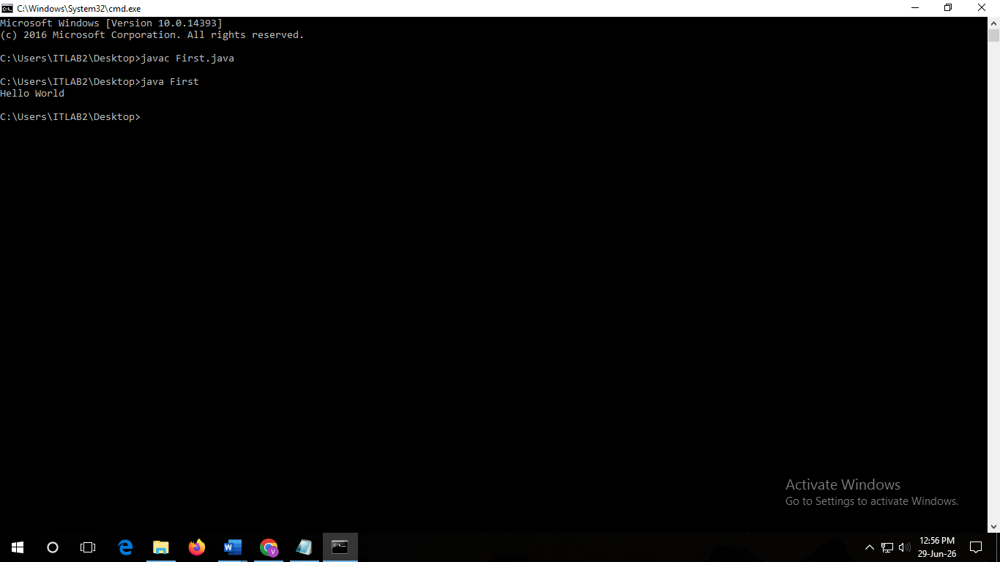 C:\Windows\System32\cmd.exe
Microsoft Windows [Version 10.0.14393]
(c) 2016 Microsoft Corporation. All rights reserved.
C:\Users\ITLAB2\Desktop>javac First.java
C:\Users\ITLAB2\Desktop>java First
Hello World
C:\Users\ITLAB2\Desktop>
Activate Windows
Go to Settings to activate Windows.
12:56 PM
29-Jun-26